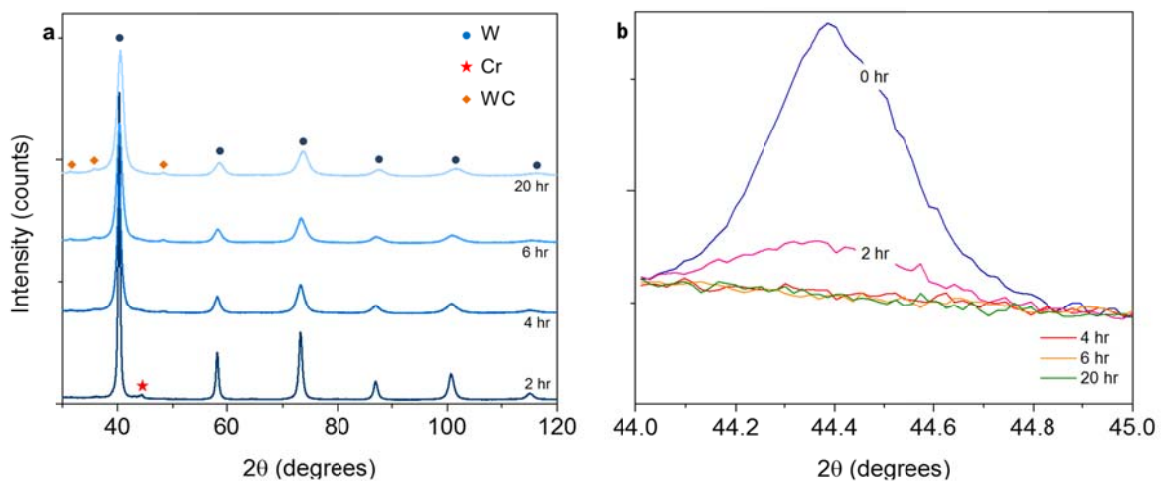 a
W
Cr
WC
20 hr
6 hr
4 hr
2 hr
Intensity (counts)
40 60 80 100 120
2θ (degrees)
b
0 hr
2 hr
4 hr
6 hr
20 hr
44.0 44.2 44.4 44.6 44.8 45.0
2θ (degrees)